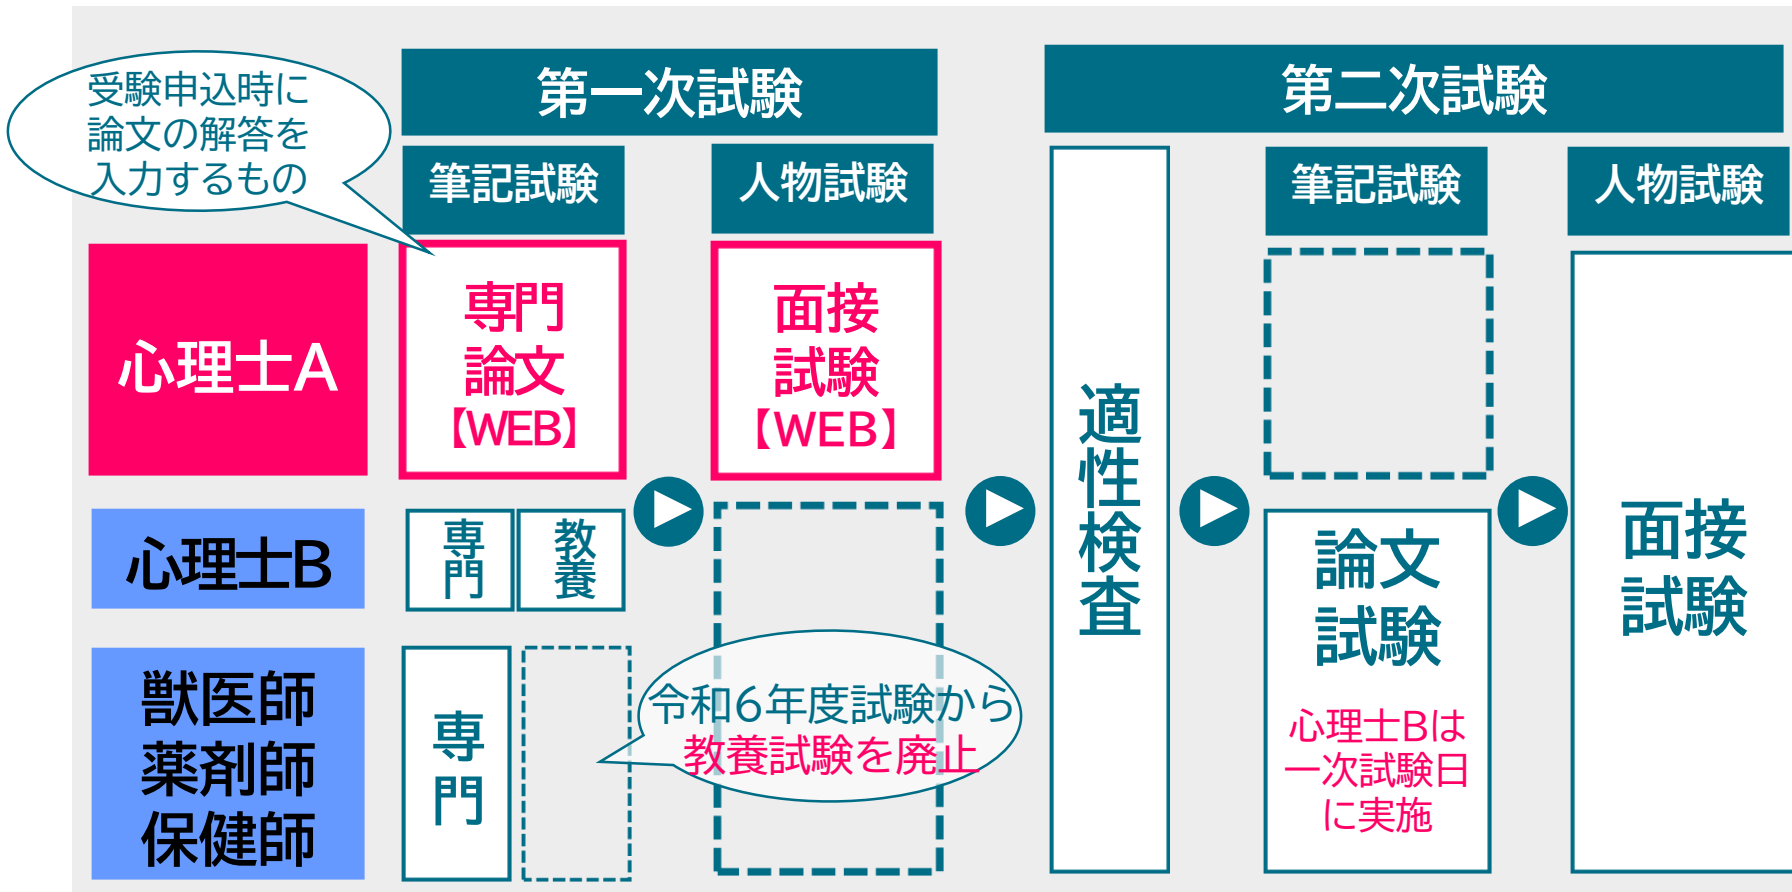 受験申込時に
論文の解答を
入力するもの
第一次試験
第二次試験
筆記試験
人物試験
筆記試験
人物試験
心理士A
専門
論文
【WEB】
面接
試験
【WEB】
適性検査
心理士B
専門
教養
論文
試験
心理士Bは
一次試験日
に実施
面接
試験
獣医師
薬剤師
保健師
専門
令和6年度試験から
教養試験を廃止